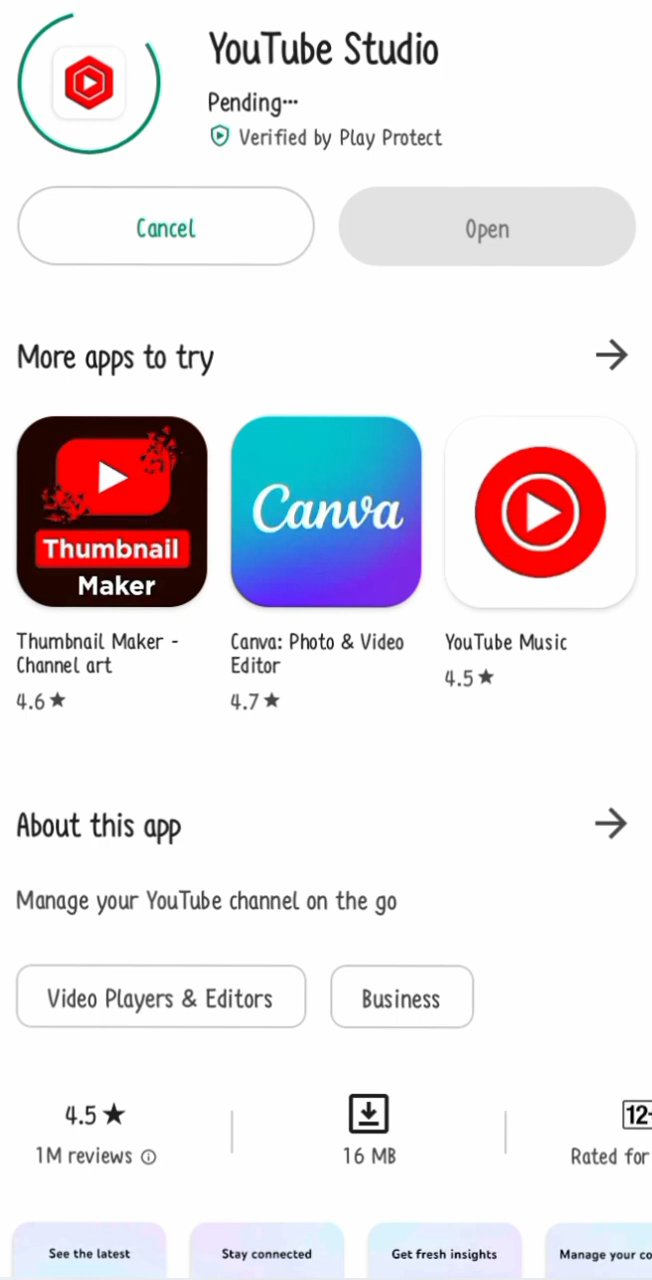 YouTube Studio
Pending...
Verified by Play Protect
Cancel
Open
More apps to try
Thumbnail
Maker
Canva
Thumbnail Maker -
Channel art
4.6★
Canva: Photo & Video
Editor
4.7★
YouTube Music
4.5★
About this app
Manage your YouTube channel on the go
Video Players & Editors
Business
4.5★
1M reviews
16 MB
12+
Rated for
See the latest
Stay connected
Get fresh insights
Manage your co